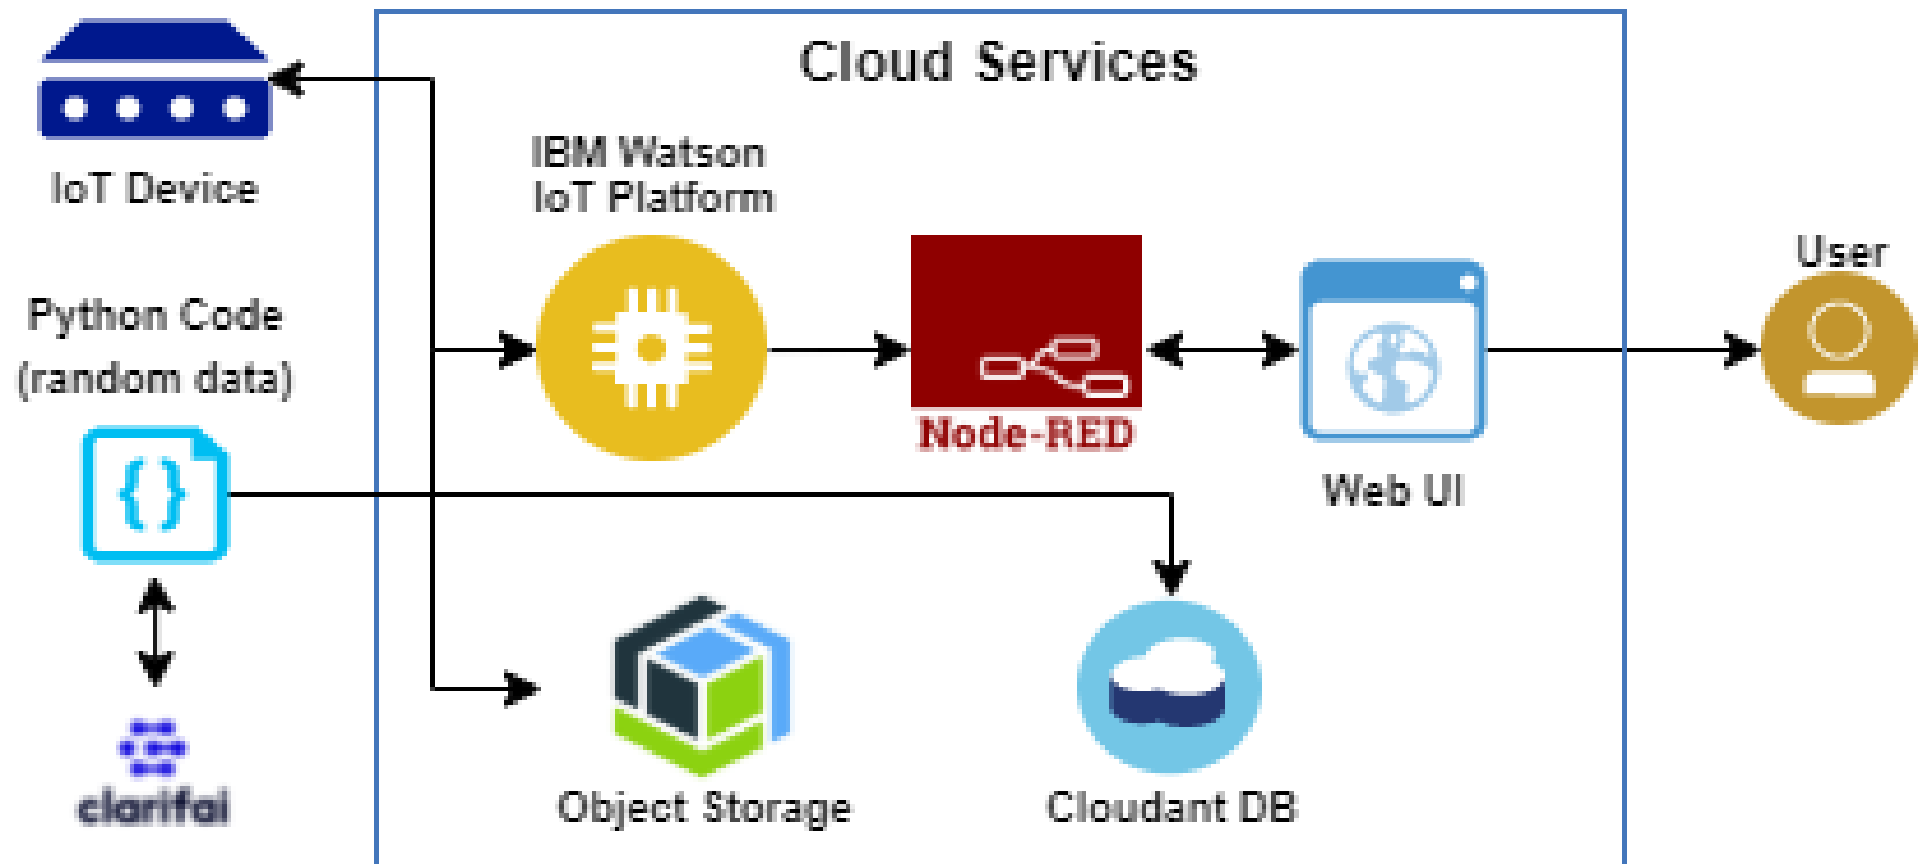 Cloud Services
IoT Device
IBM Watson
IoT Platform
User
Python Code
(random data)
{}
Node-RED
Web UI
clarifai
Object Storage
Cloudant DB